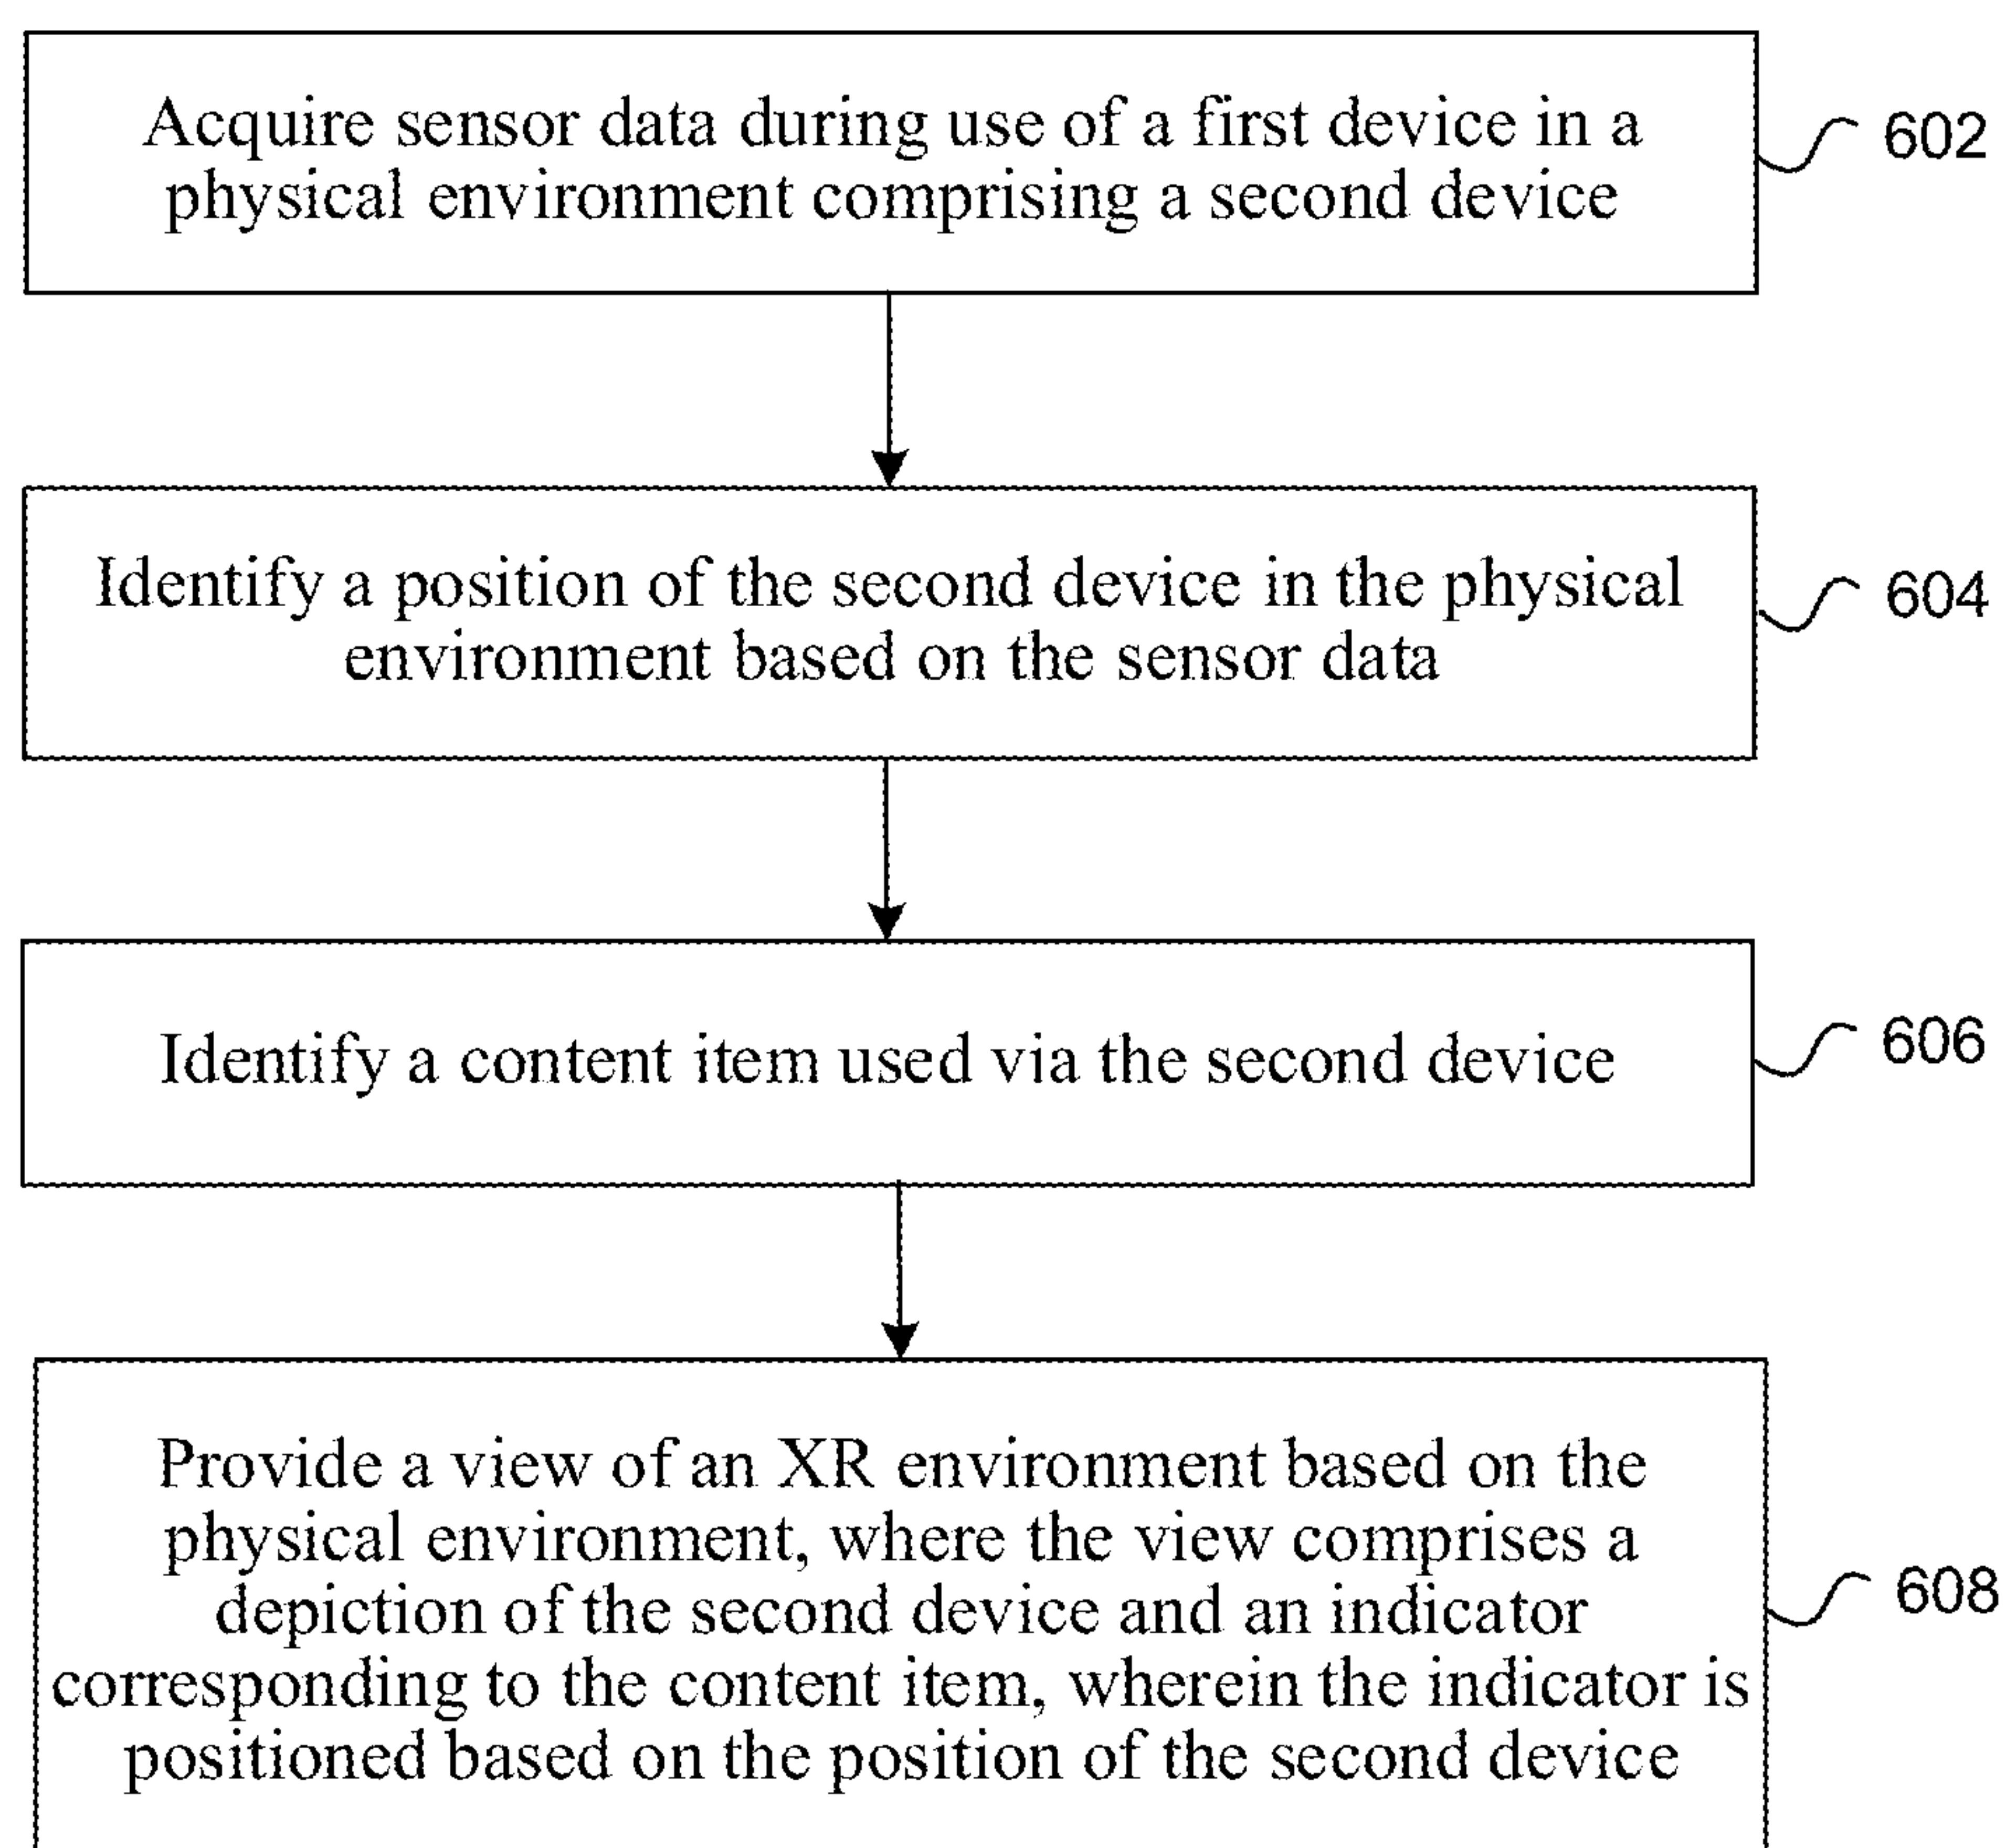 Acquire sensor data during use of a first device in a
physical environment comprising a second device
602
Identify a position of the second device in the physical
environment based on the sensor data
604
Identify a content item used via the second device
606
Provide a view of an XR environment based on the
physical environment, where the view comprises a
depiction of the second device and an indicator
corresponding to the content item, wherein the indicator is
positioned based on the position of the second device
608